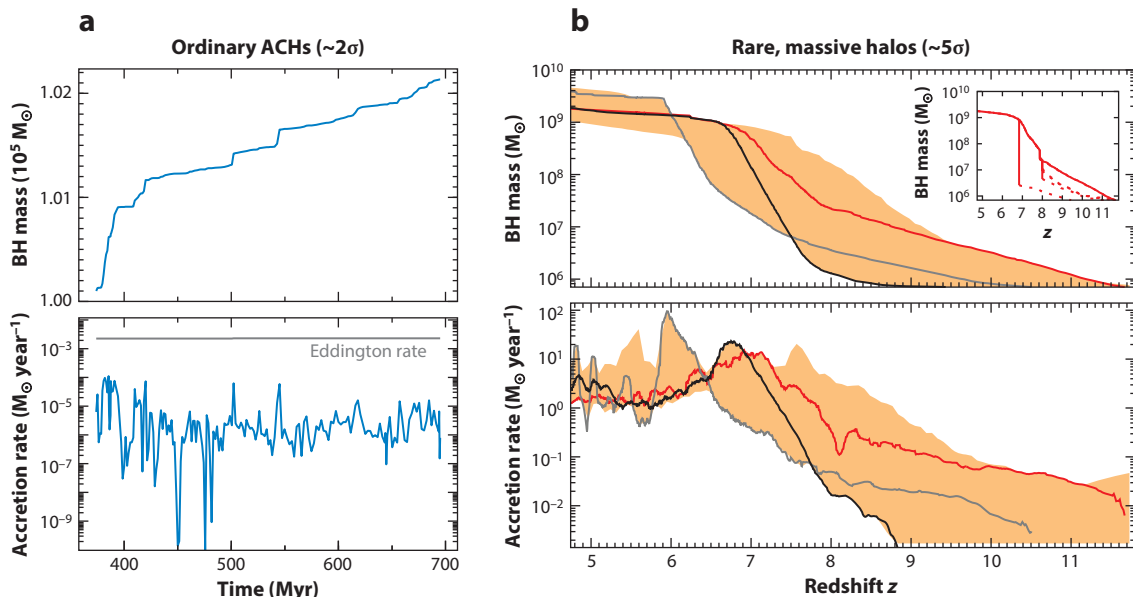 a
Ordinary ACHs (~2σ)
BH mass (10⁵ M☉)
1.02
1.01
1.00
Accretion rate (M☉ year⁻¹)
10⁻³
10⁻⁵
10⁻⁷
10⁻⁹
Eddington rate
400 500 600 700
Time (Myr)
b
Rare, massive halos (~5σ)
BH mass (M☉)
10¹⁰
10⁹
10⁸
10⁷
10⁶
BH mass (M☉)
10¹⁰
10⁹
10⁸
10⁷
10⁶
5 6 7 8 9 10 11
z
Accretion rate (M☉ year⁻¹)
10²
10¹
10⁰
10⁻¹
10⁻²
5 6 7 8 9 10 11
Redshift z